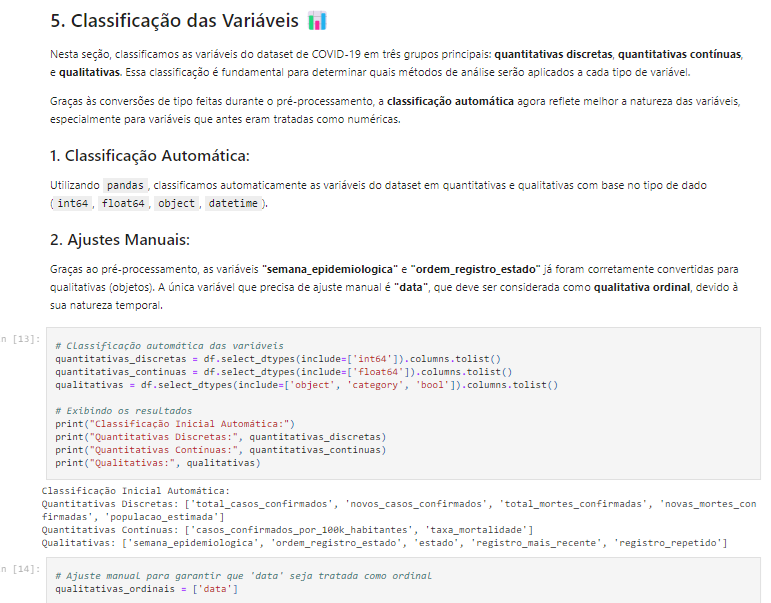 5. Classificação das Variáveis
Nesta seção, classificamos as variáveis do dataset de COVID-19 em três grupos principais: quantitativas discretas, quantitativas contínuas,
e qualitativas. Essa classificação é fundamental para determinar quais métodos de análise serão aplicados a cada tipo de variável.
Graças às conversões de tipo feitas durante o pré-processamento, a classificação automática agora reflete melhor a natureza das variáveis,
especialmente para variáveis que antes eram tratadas como numéricas.
1. Classificação Automática:
Utilizando pandas, classificamos automaticamente as variáveis do dataset em quantitativas e qualitativas com base no tipo de dado
(int64, float64, object, datetime).
2. Ajustes Manuais:
Graças ao pré-processamento, as variáveis "semana_epidemiologica" e "ordem_registro_estado" já foram corretamente convertidas para
qualitativas (objetos). A única variável que precisa de ajuste manual é "data", que deve ser considerada como qualitativa ordinal, devido à
sua natureza temporal.
n [13]:
# Classificação automática das variáveis
quantitativas_discretas = df.select_dtypes(include=['int64']).columns.tolist()
quantitativas_continuas = df.select_dtypes(include=['float64']).columns.tolist()
qualitativas = df.select_dtypes(include=['object', 'category', 'bool']).columns.tolist()
# Exibindo os resultados
print("Classificação Inicial Automática:")
print("Quantitativas Discretas:", quantitativas_discretas)
print("Quantitativas Contínuas:", quantitativas_continuas)
print("Qualitativas:", qualitativas)
Classificação Inicial Automática:
Quantitativas Discretas: ['total_casos_confirmados', 'novos_casos_confirmados', 'total_mortes_confirmadas', 'novas_mortes_con
firmadas', 'populacao_estimada']
Quantitativas Contínuas: ['casos_confirmados_por_100k_habitantes', 'taxa_mortalidade']
Qualitativas: ['semana_epidemiologica', 'ordem_registro_estado', 'estado', 'registro_mais_recente', 'registro_repetido']
n [14]:
# Ajuste manual para garantir que 'data' seja tratada como ordinal
qualitativas_ordinais = ['data']